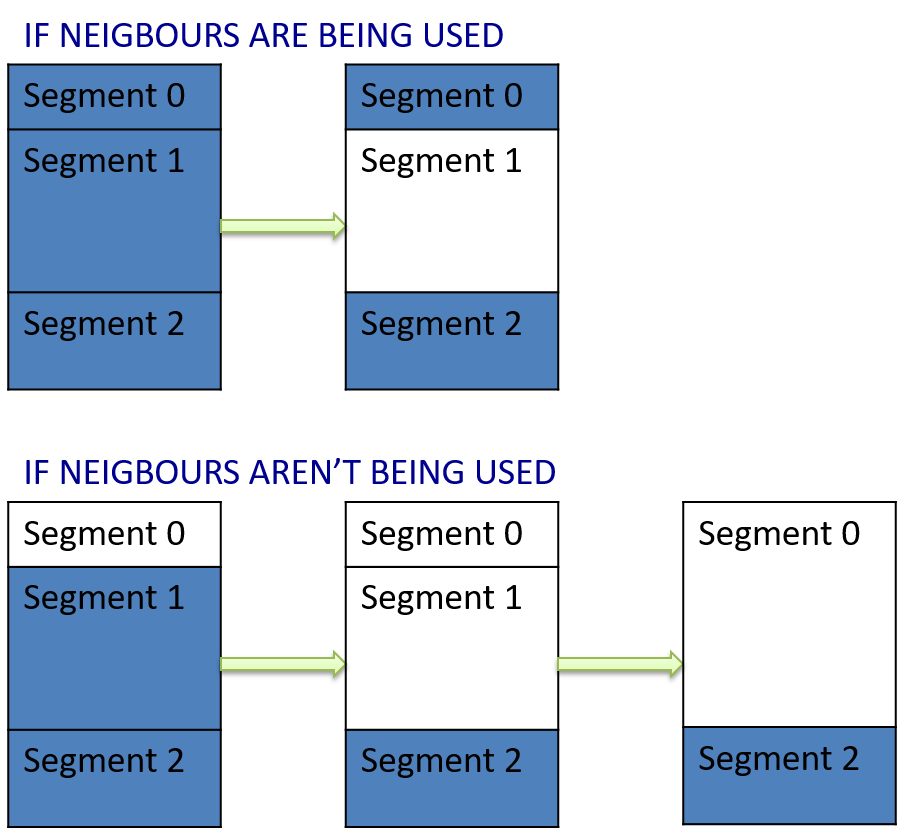 IF NEIGBOURS ARE BEING USED
Segment 0 Segment 0
Segment 1 Segment 1
Segment 2 Segment 2
IF NEIGBOURS AREN’T BEING USED
Segment 0 Segment 0 Segment 0
Segment 1 Segment 1
Segment 2 Segment 2 Segment 2